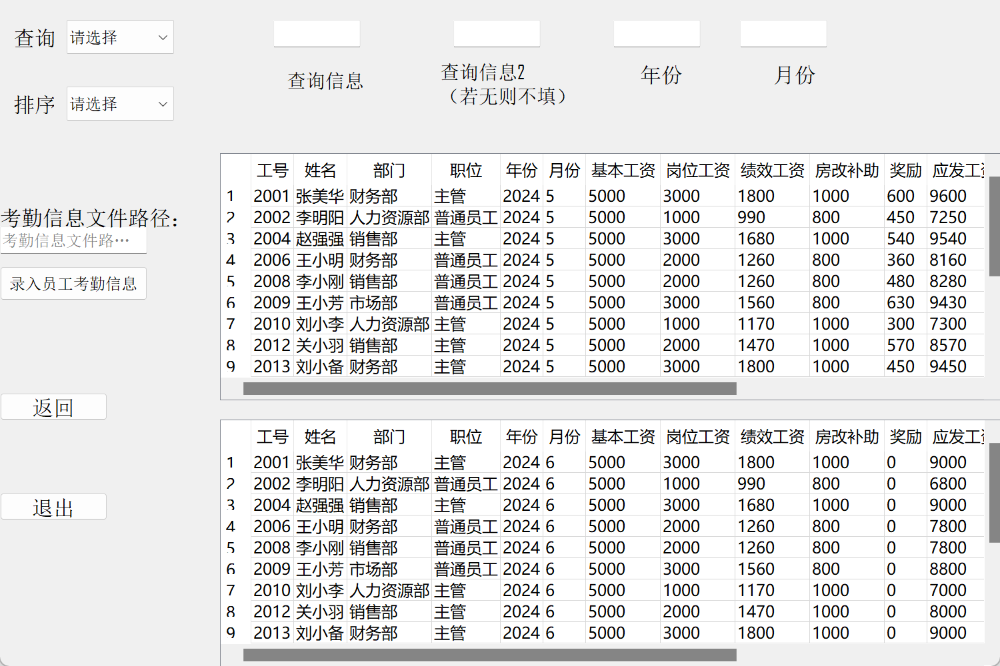 查询 请选择
查询信息
查询信息2
（若无则不填）
年份
月份
排序 请选择
考勤信息文件路径：
考勤信息文件路…
录入员工考勤信息
返回
退出
工号 姓名 部门 职位 年份 月份 基本工资 岗位工资 绩效工资 房改补助 奖励 应发工资
1 2001 张美华 财务部 主管 2024 5 5000 3000 1800 1000 600 9600
2 2002 李明阳 人力资源部 普通员工 2024 5 5000 1000 990 800 450 7250
3 2004 赵强强 销售部 主管 2024 5 5000 3000 1680 1000 540 9540
4 2006 王小明 财务部 普通员工 2024 5 5000 2000 1260 800 360 8160
5 2008 李小刚 销售部 普通员工 2024 5 5000 2000 1260 800 480 8280
6 2009 王小芳 市场部 普通员工 2024 5 5000 3000 1560 800 630 9430
7 2010 刘小李 人力资源部 主管 2024 5 5000 1000 1170 1000 300 7300
8 2012 关小羽 销售部 主管 2024 5 5000 2000 1470 1000 570 8570
9 2013 刘小备 财务部 主管 2024 5 5000 3000 1800 1000 450 9450
工号 姓名 部门 职位 年份 月份 基本工资 岗位工资 绩效工资 房改补助 奖励 应发工资
1 2001 张美华 财务部 主管 2024 6 5000 3000 1800 1000 0 9000
2 2002 李明阳 人力资源部 普通员工 2024 6 5000 1000 990 800 0 6800
3 2004 赵强强 销售部 主管 2024 6 5000 3000 1680 1000 0 9000
4 2006 王小明 财务部 普通员工 2024 6 5000 2000 1260 800 0 7800
5 2008 李小刚 销售部 普通员工 2024 6 5000 2000 1260 800 0 7800
6 2009 王小芳 市场部 普通员工 2024 6 5000 3000 1560 800 0 8800
7 2010 刘小李 人力资源部 主管 2024 6 5000 1000 1170 1000 0 7000
8 2012 关小羽 销售部 主管 2024 6 5000 2000 1470 1000 0 8000
9 2013 刘小备 财务部 主管 2024 6 5000 3000 1800 1000 0 9000